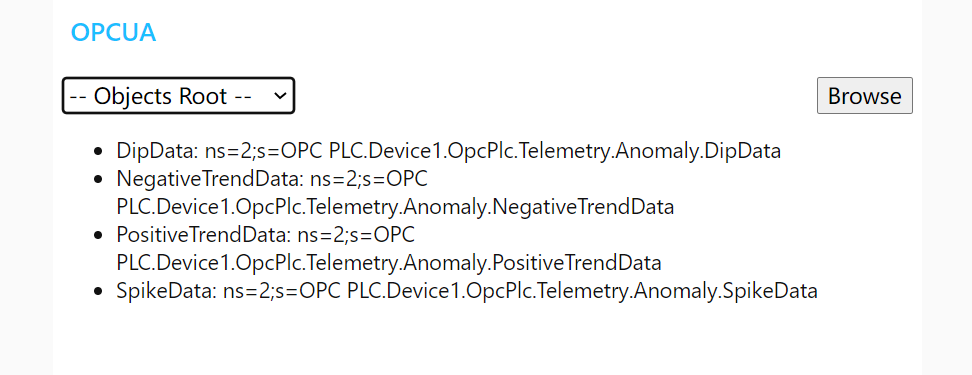 OPCUA
-- Objects Root --
Browse
• DipData: ns=2;s=OPC PLC.Device1.OpcPlc.Telemetry.Anomaly.DipData
• NegativeTrendData: ns=2;s=OPC
PLC.Device1.OpcPlc.Telemetry.Anomaly.NegativeTrendData
• PositiveTrendData: ns=2;s=OPC
PLC.Device1.OpcPlc.Telemetry.Anomaly.PositiveTrendData
• SpikeData: ns=2;s=OPC PLC.Device1.OpcPlc.Telemetry.Anomaly.SpikeData